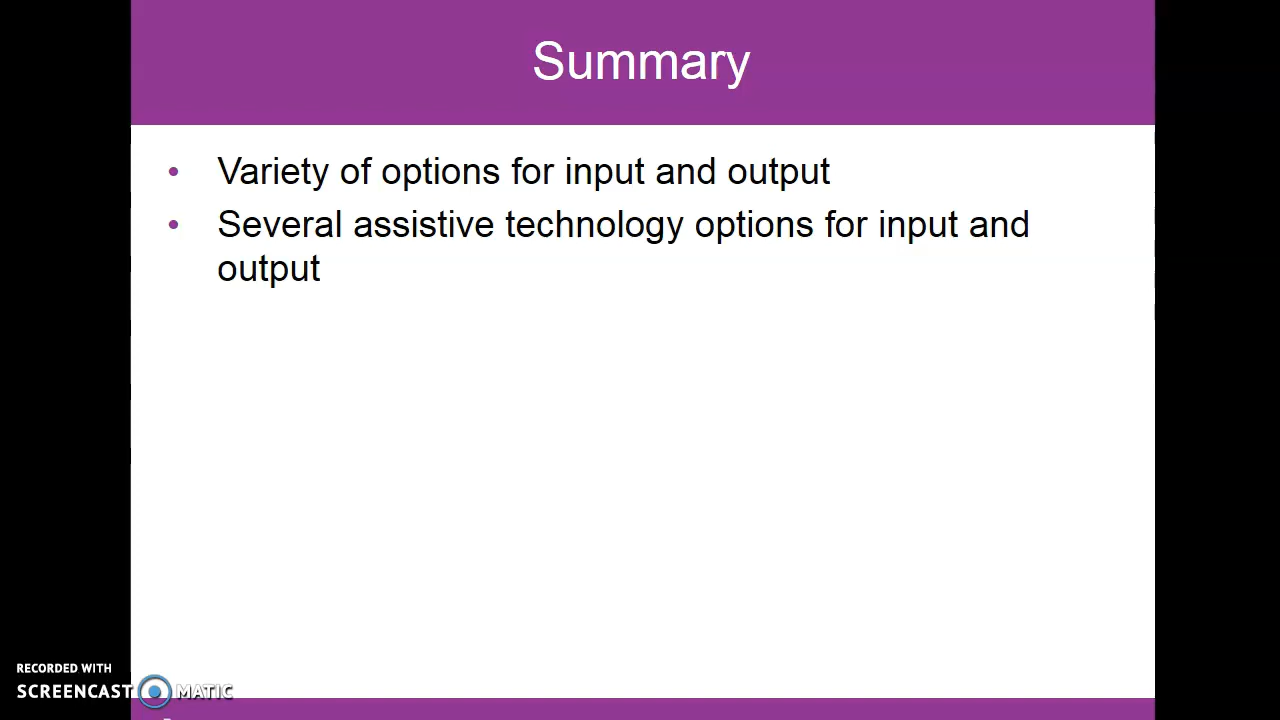 Summary
• Variety of options for input and output
• Several assistive technology options for input and
output
RECORDED WITH
SCREENCAST MATIC